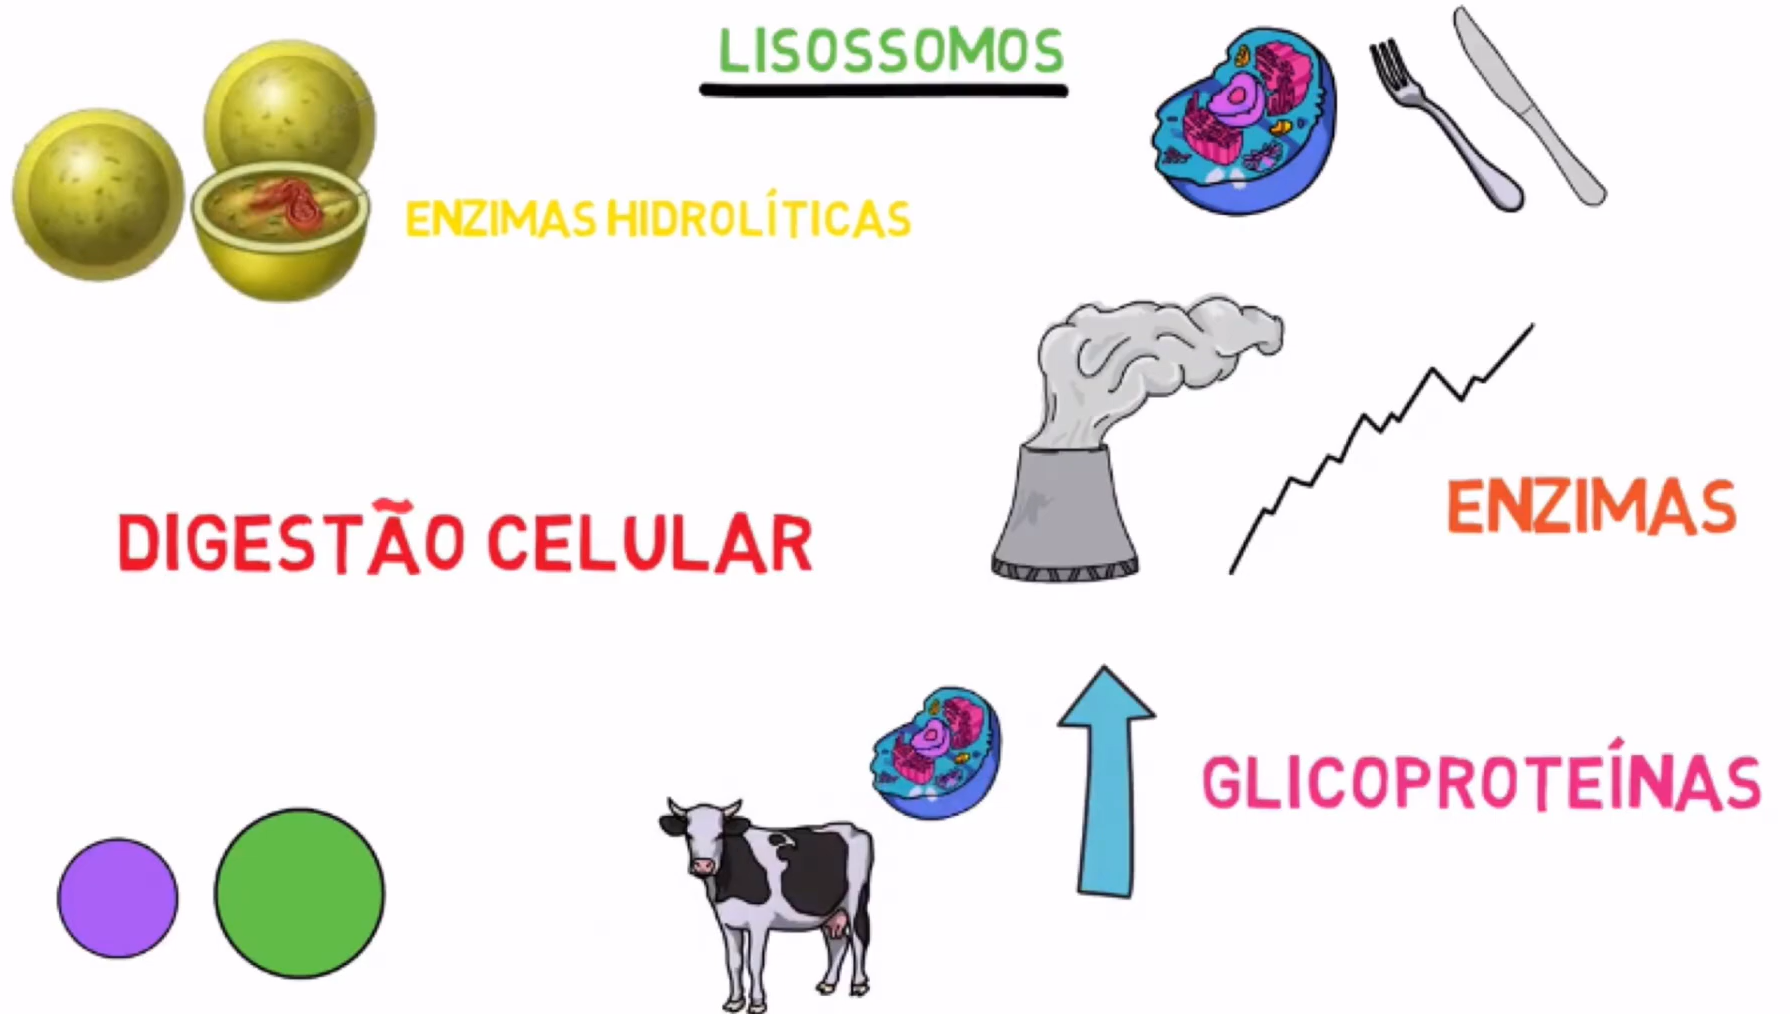 LISOSSOMOS
ENZIMAS HIDROLÍTICAS
DIGESTÃO CELULAR
ENZIMAS
GLICOPROTEÍNAS